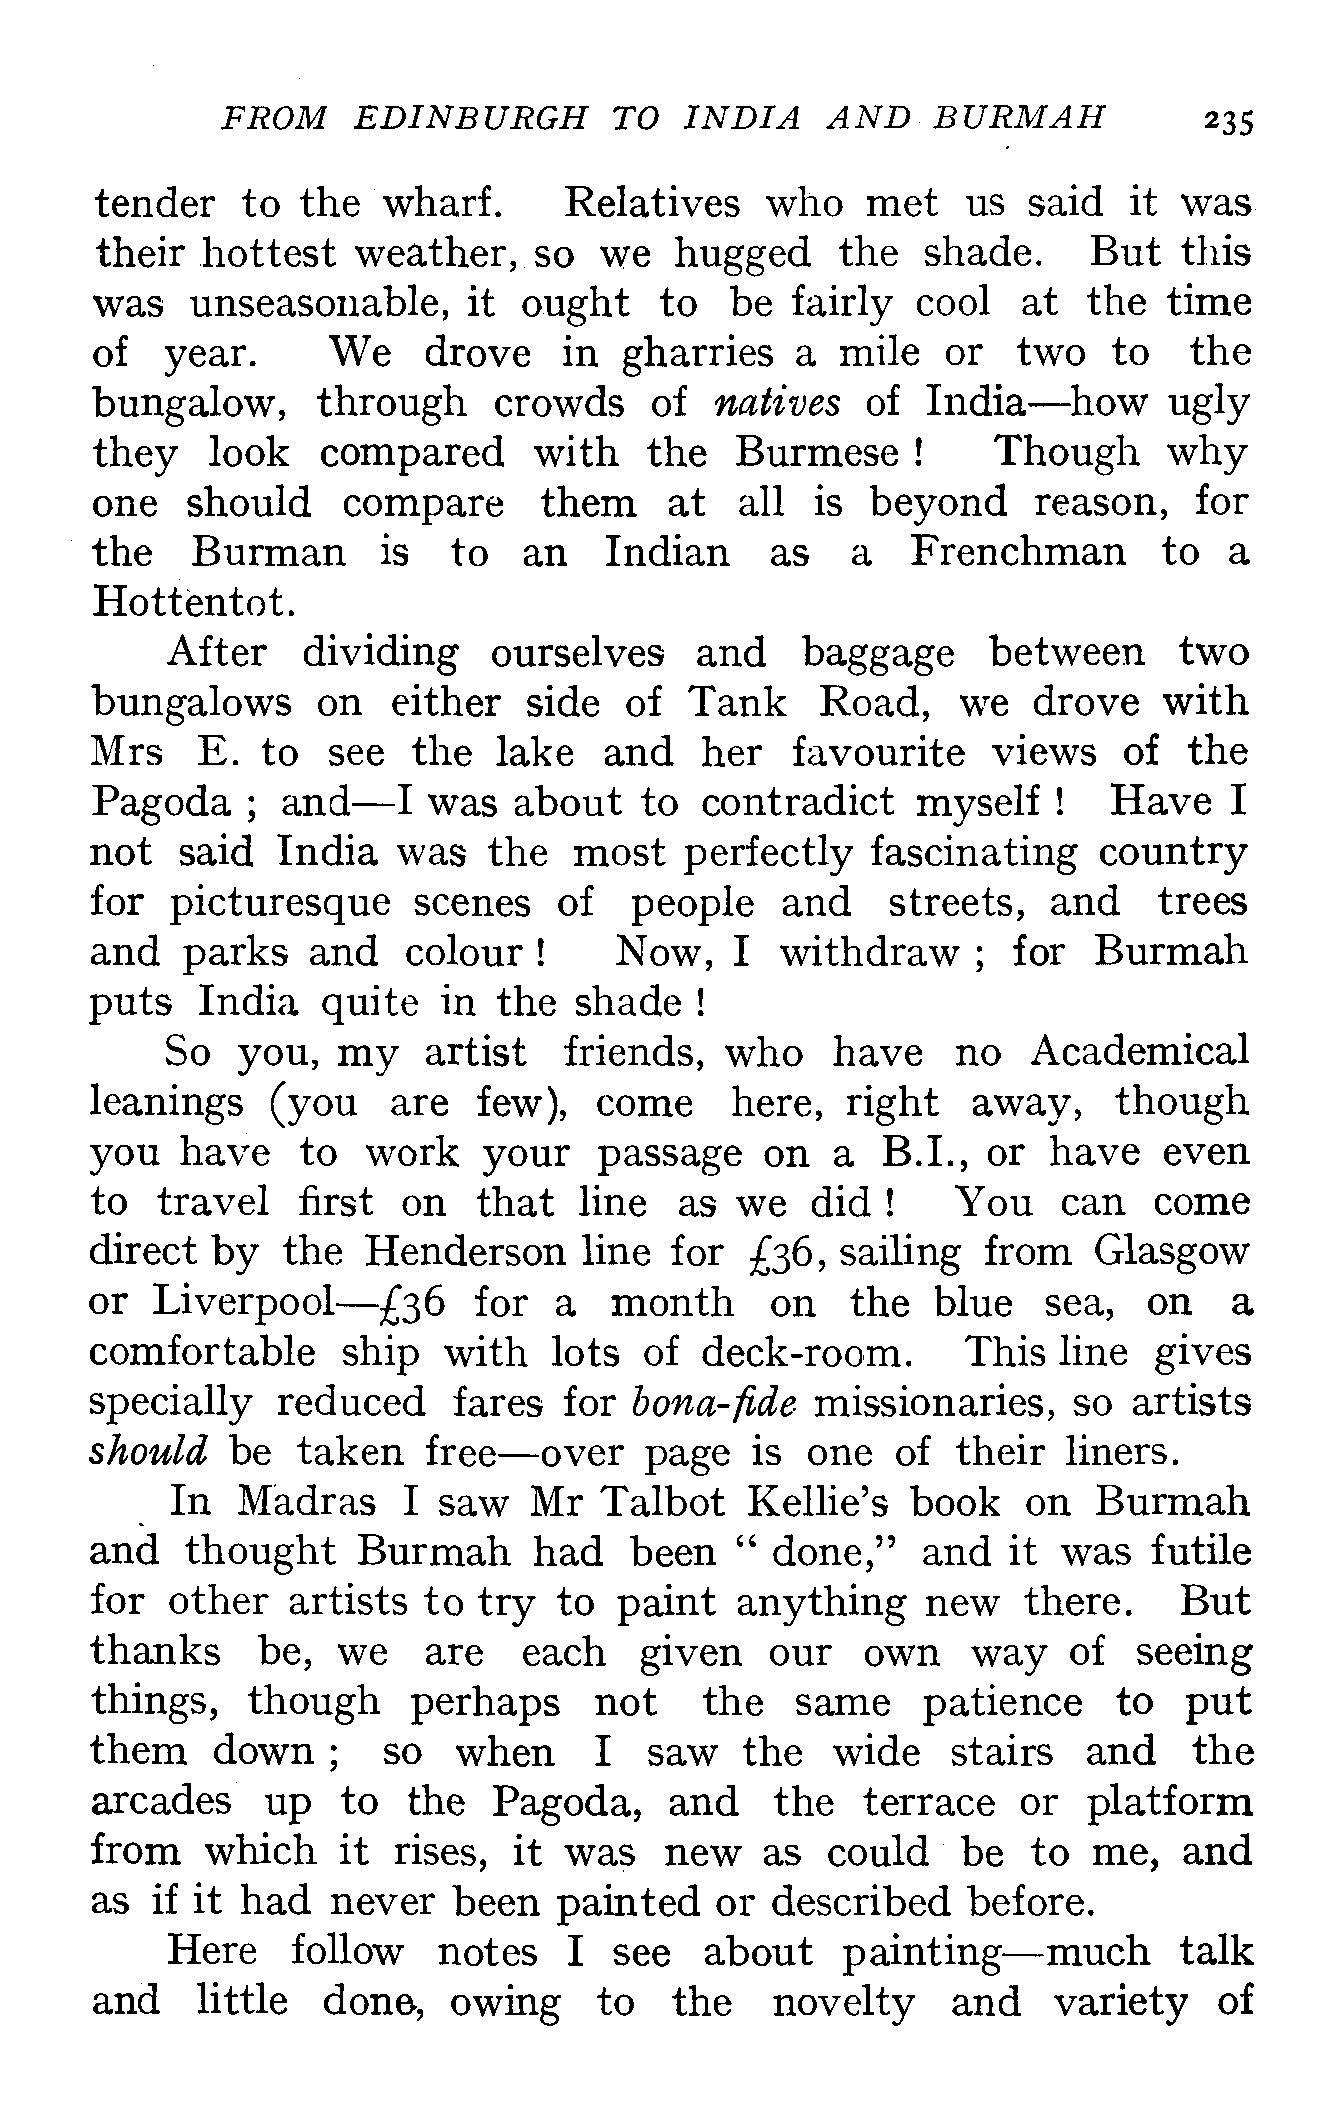 FROM EDINBURGH TO INDIA AND BURMAH 235
tender to the wharf. Relatives who met us said it was
their hottest weather, so we hugged the shade. But this
was unseasonable, it ought to be fairly cool at the time
of year. We drove in gharries a mile or two to the
bungalow, through crowds of natives of India—how ugly
they look compared with the Burmese ! Though why
one should compare them at all is beyond reason, for
the Burman is to an Indian as a Frenchman to a
Hottentot.
After dividing ourselves and baggage between two
bungalows on either side of Tank Road, we drove with
Mrs E. to see the lake and her favourite views of the
Pagoda ; and—I was about to contradict myself ! Have I
not said India was the most perfectly fascinating country
for picturesque scenes of people and streets, and trees
and parks and colour ! Now, I withdraw ; for Burmah
puts India quite in the shade !
So you, my artist friends, who have no Academical
leanings (you are few), come here, right away, though
you have to work your passage on a B.I., or have even
to travel first on that line as we did ! You can come
direct by the Henderson line for £36, sailing from Glasgow
or Liverpool—£36 for a month on the blue sea, on a
comfortable ship with lots of deck-room. This line gives
specially reduced fares for bona-fide missionaries, so artists
should be taken free—over page is one of their liners.
In Madras I saw Mr Talbot Kellie's book on Burmah
and thought Burmah had been " done," and it was futile
for other artists to try to paint anything new there. But
thanks be, we are each given our own way of seeing
things, though perhaps not the same patience to put
them down ; so when I saw the wide stairs and the
arcades up to the Pagoda, and the terrace or platform
from which it rises, it was new as could be to me, and
as if it had never been painted or described before.
Here follow notes I see about painting—much talk
and little done, owing to the novelty and variety of